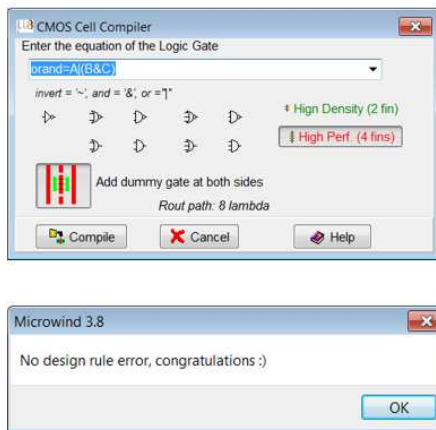 CMOS Cell Compiler
Enter the equation of the Logic Gate
orand=A|(B&C)
invert = '~', and = '&', or ='|"
Hign Density (2 fin)
High Perf. (4 fins)
Add dummy gate at both sides
Rout path: 8 lambda
Compile
Cancel
Help
Microwind 3.8
No design rule error, congratulations :)
OK